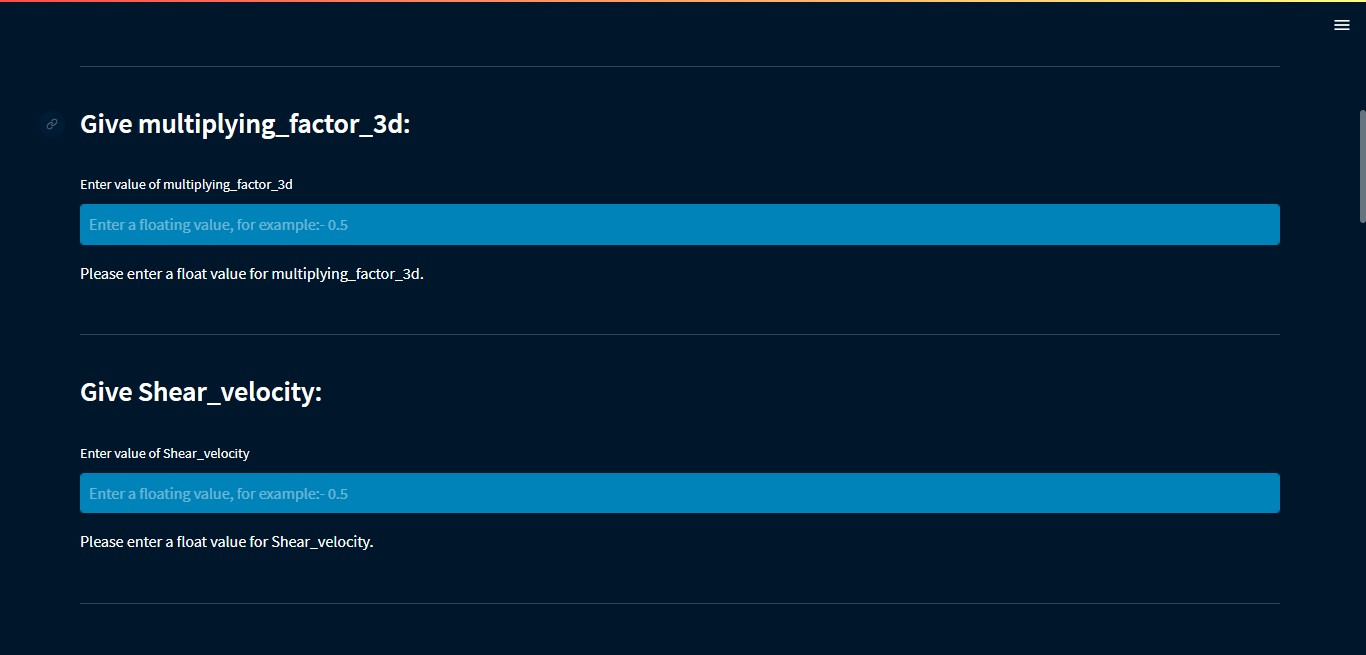 Give multiplying_factor_3d:
Enter value of multiplying_factor_3d
Enter a floating value, for example:- 0.5
Please enter a float value for multiplying_factor_3d.
Give Shear_velocity:
Enter value of Shear_velocity
Enter a floating value, for example:- 0.5
Please enter a float value for Shear_velocity.